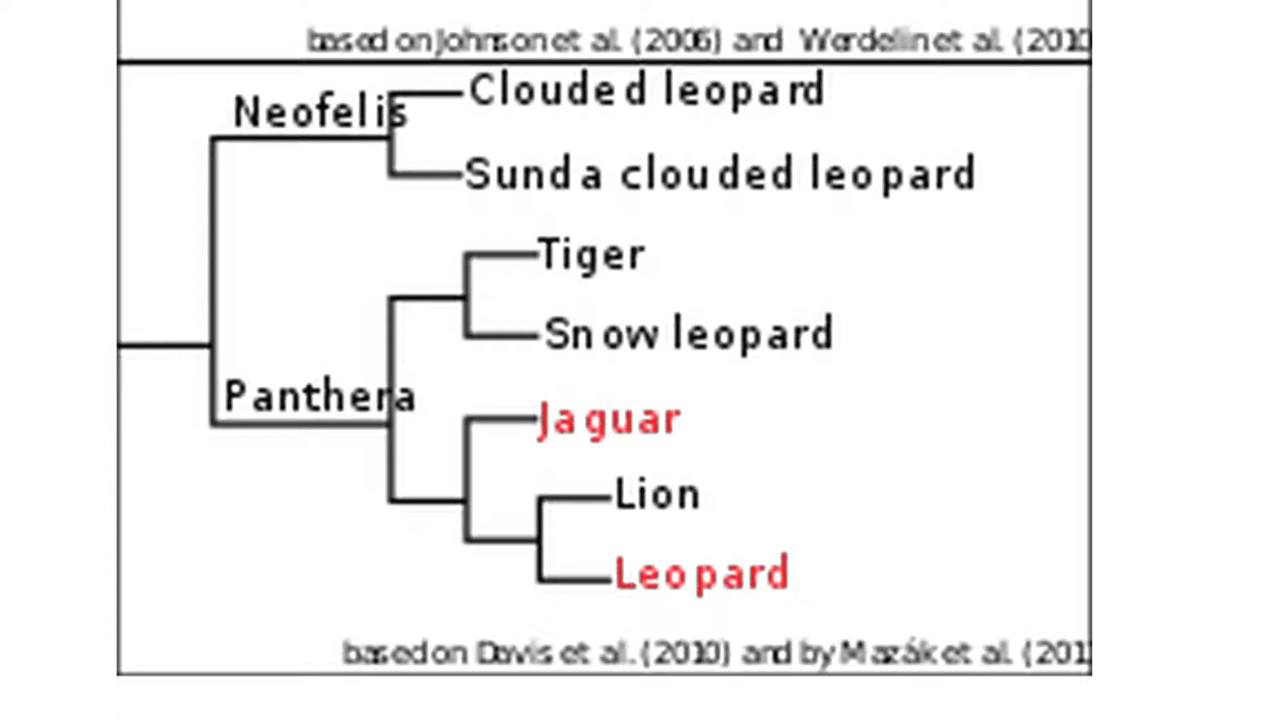 based on Johnson et al. (2006) and Werdelin et al. (2010
Clouded leopard
Neofelis
Sunda clouded leopard
Tiger
Snow leopard
Panthera
Jaguar
Lion
Leopard
based on Davis et al. (2010) and by Mazák et al. (201